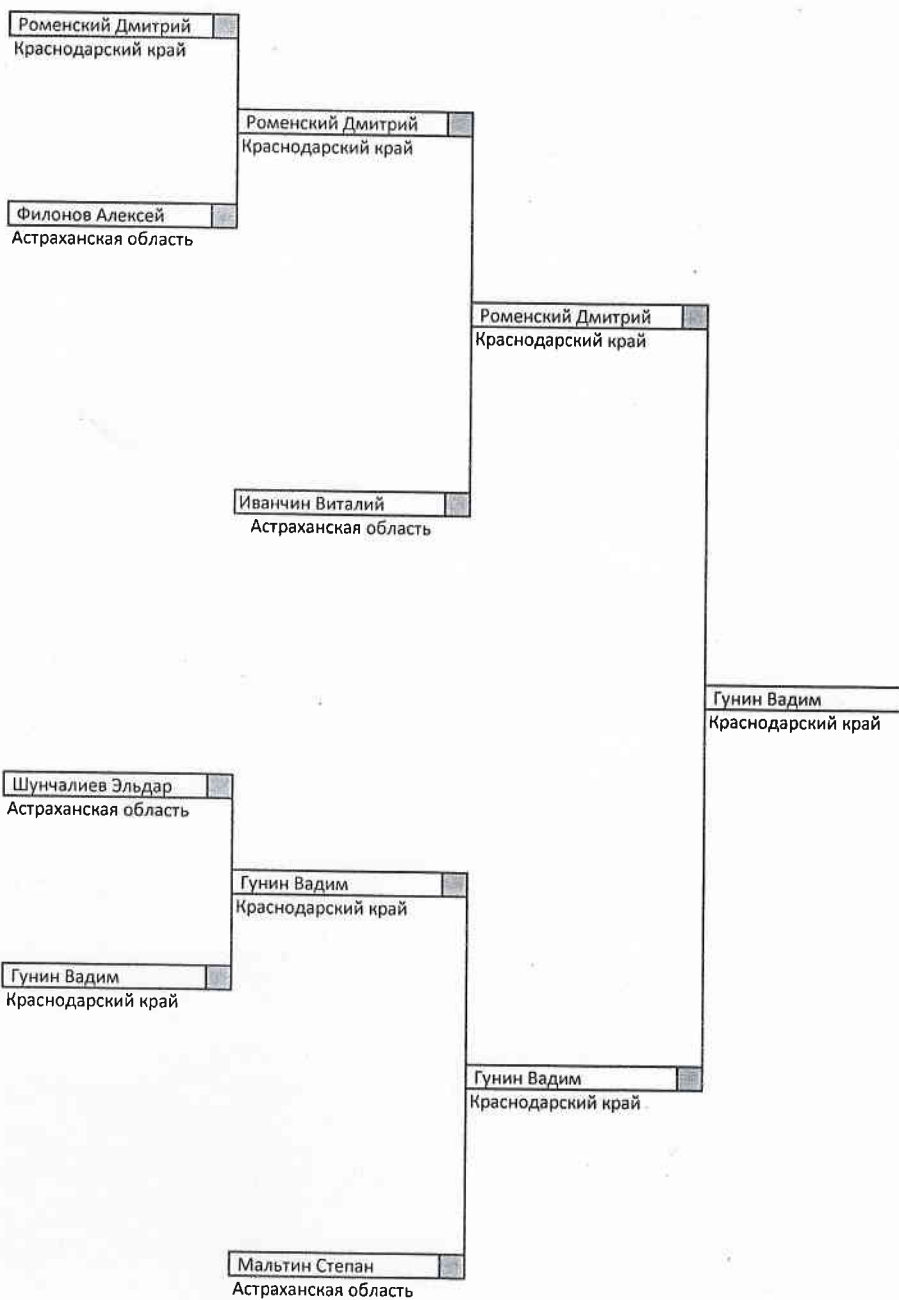 Роменский Дмитрий
Краснодарский край
Роменский Дмитрий
Краснодарский край
Филонов Алексей
Астраханская область
Роменский Дмитрий
Краснодарский край
Иванчин Виталий
Астраханская область
Гунин Вадим
Краснодарский край
Шунчалиев Эльдар
Астраханская область
Гунин Вадим
Краснодарский край
Гунин Вадим
Краснодарский край
Гунин Вадим
Краснодарский край
Мальтин Степан
Астраханская область